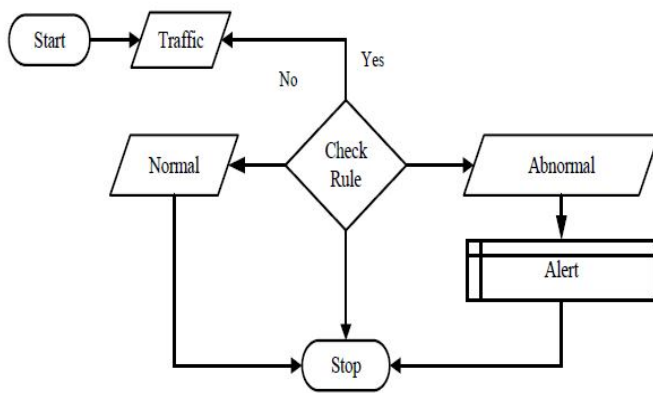 Start
Traffic
Yes
No
Normal
Check
Rule
Abnormal
Alert
Stop